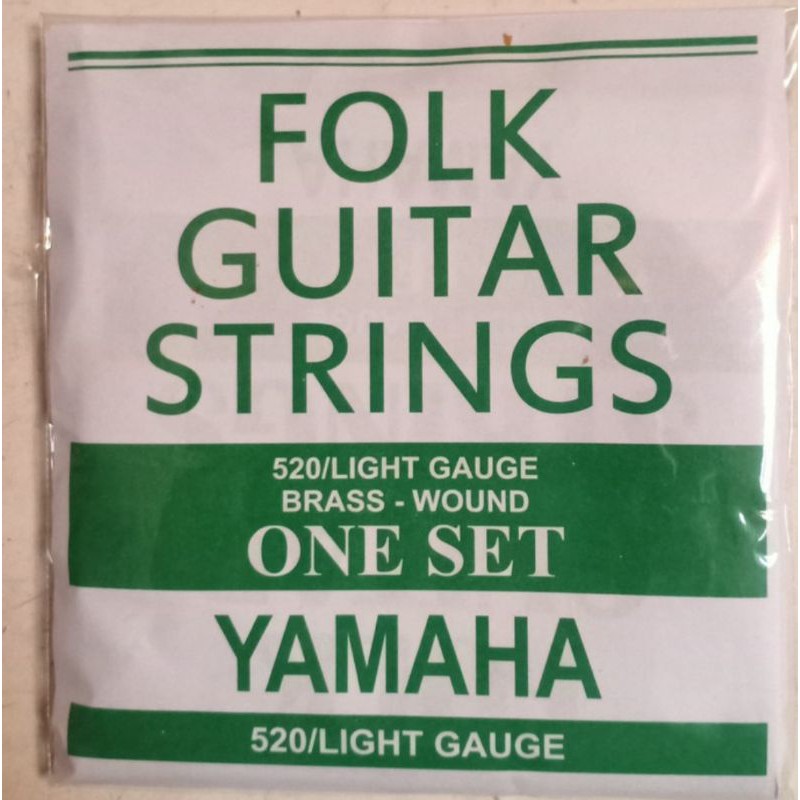 FOLK
GUITAR
STRINGS
520/LIGHT GAUGE
BRASS - WOUND
ONE SET
YAMAHA
520/LIGHT GAUGE